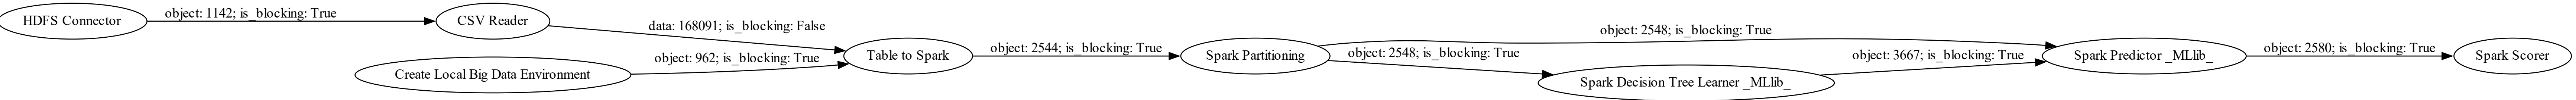 HDFS Connector
object: 1142; is_blocking: True
CSV Reader
data: 168091; is_blocking: False
Create Local Big Data Environment
object: 962; is_blocking: True
Table to Spark
object: 2544; is_blocking: True
Spark Partitioning
object: 2548; is_blocking: True
object: 2548; is_blocking: True
Spark Decision Tree Learner _MLlib_
object: 3667; is_blocking: True
Spark Predictor _MLlib_
object: 2580; is_blocking: True
Spark Scorer